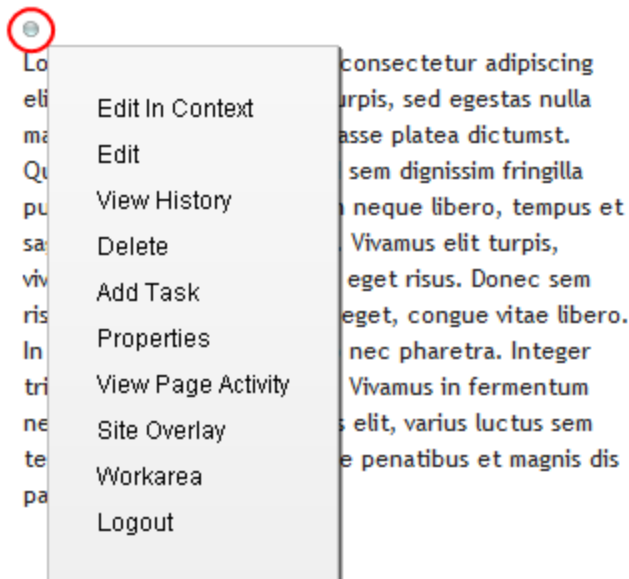 consectetur adipiscing
sed egestas nulla
platea dictumst.
sem dignissim fringilla
neque libero, tempus et
Vivamus elit turpis,
eget risus. Donec sem
eget, congue vitae libero.
In nec pharetra. Integer
Vivamus in fermentum
elit, varius luctus sem
penatibus et magnis dis
Edit In Context
Edit
View History
Delete
Add Task
Properties
View Page Activity
Site Overlay
Workarea
Logout